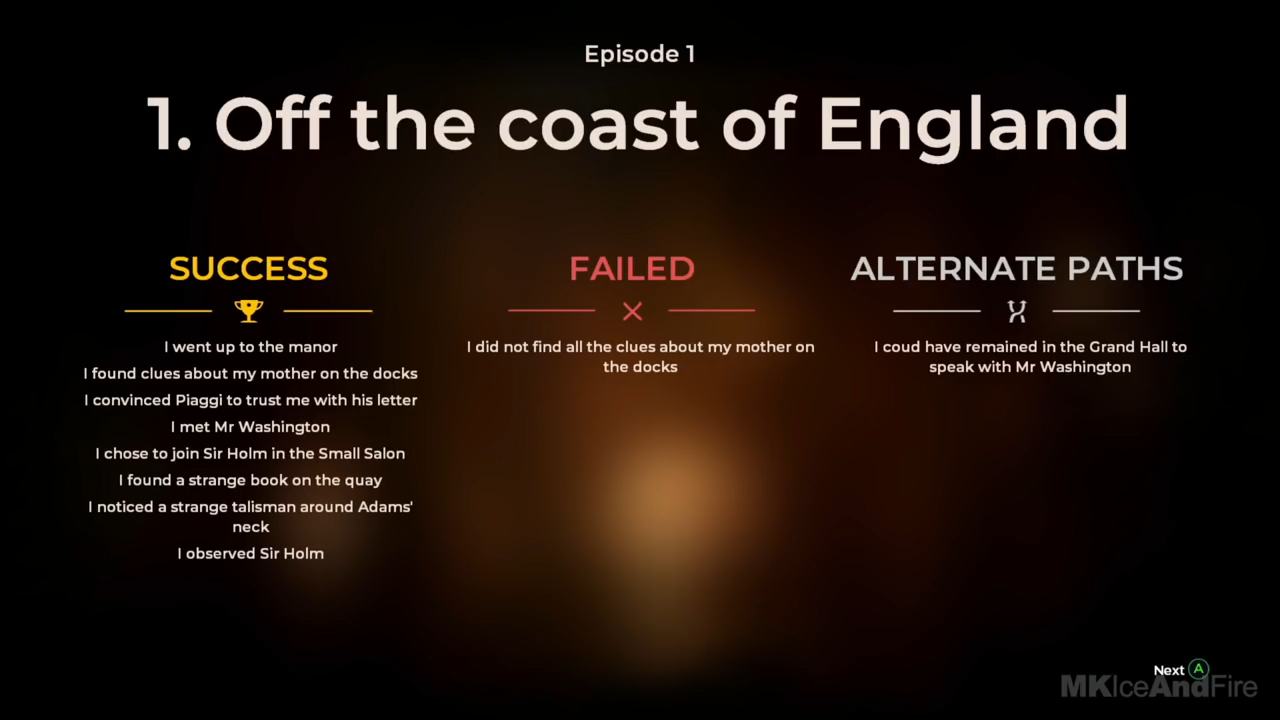 Episode 1
1. Off the coast of England
SUCCESS
I went up to the manor
I found clues about my mother on the docks
I convinced Piaggi to trust me with his letter
I met Mr Washington
I chose to join Sir Holm in the Small Salon
I found a strange book on the quay
I noticed a strange talisman around Adams'
neck
I observed Sir Holm
FAILED
I did not find all the clues about my mother on
the docks
ALTERNATE PATHS
I coud have remained in the Grand Hall to
speak with Mr Washington
Next A
MKIceAndFire